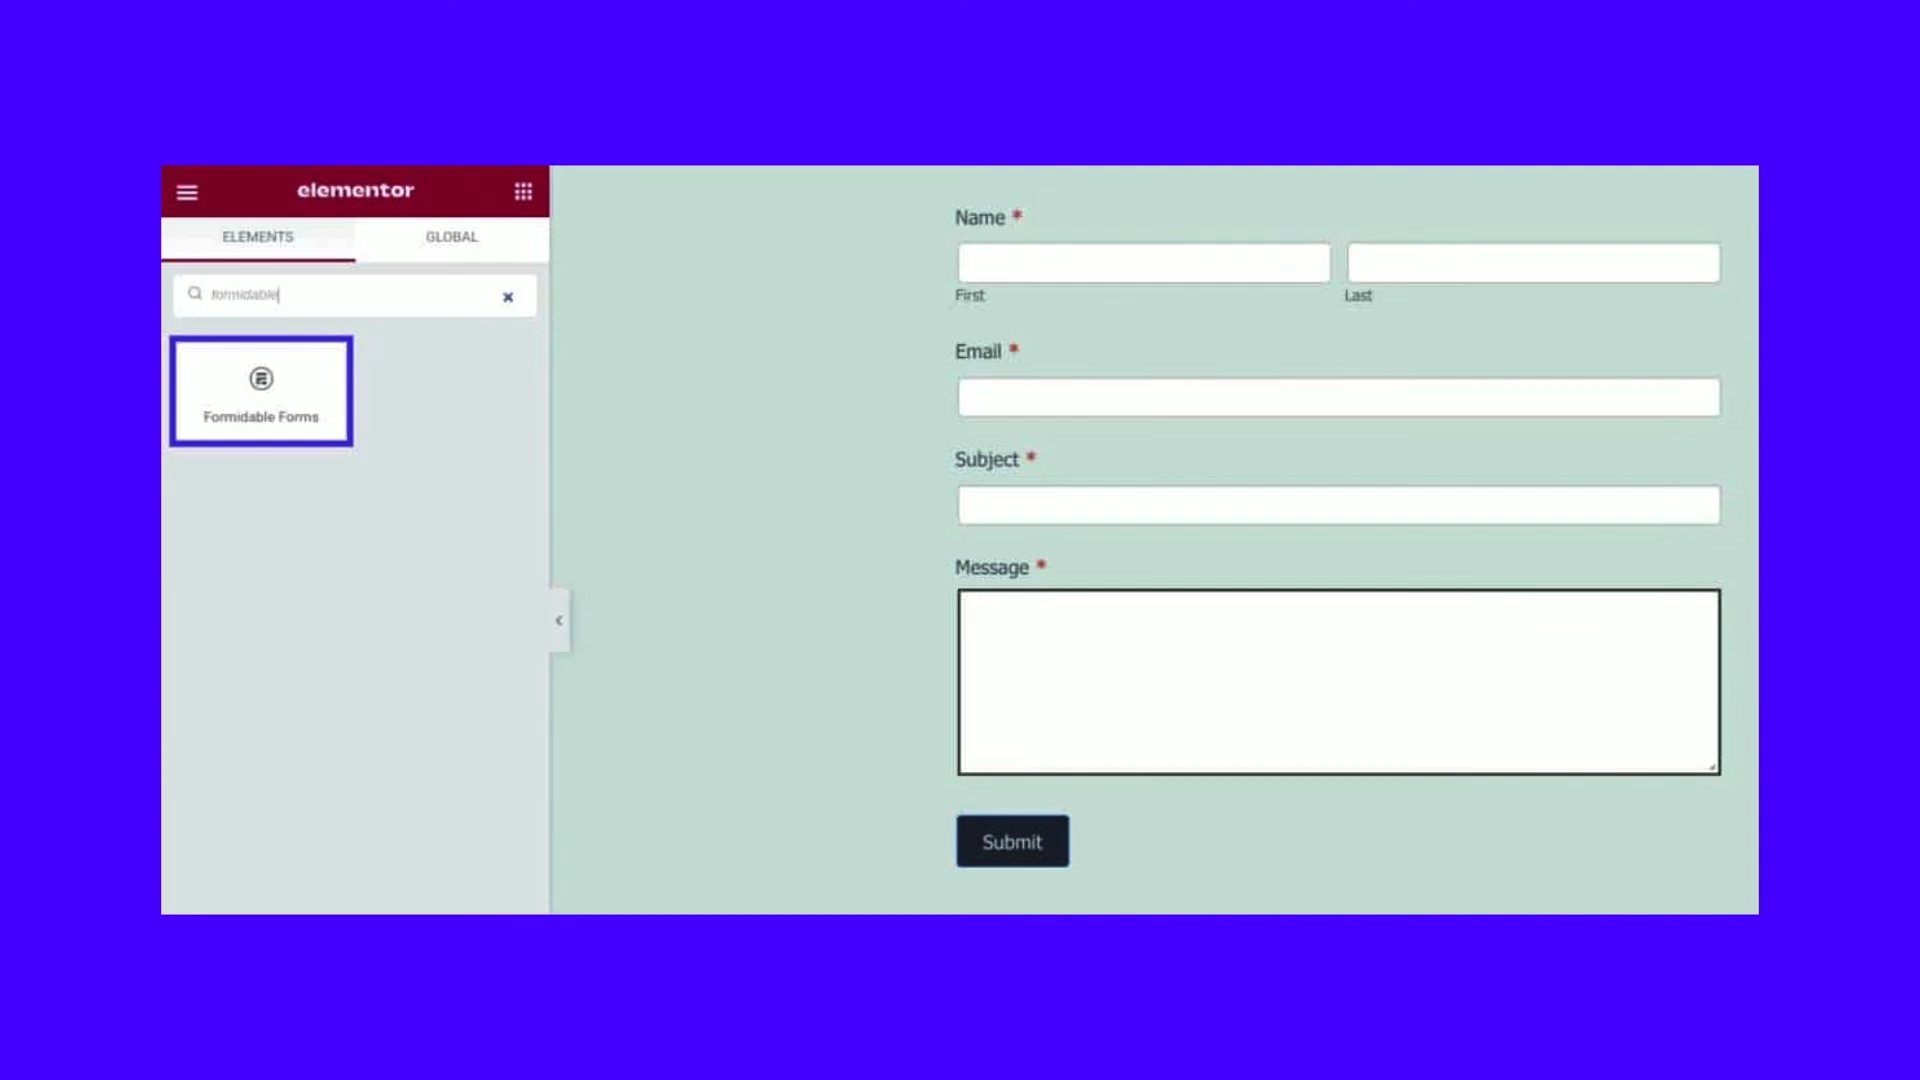 elementor
ELEMENTS
GLOBAL
formidable
Formidable Forms
Name *
First
Last
Email *
Subject *
Message *
Submit